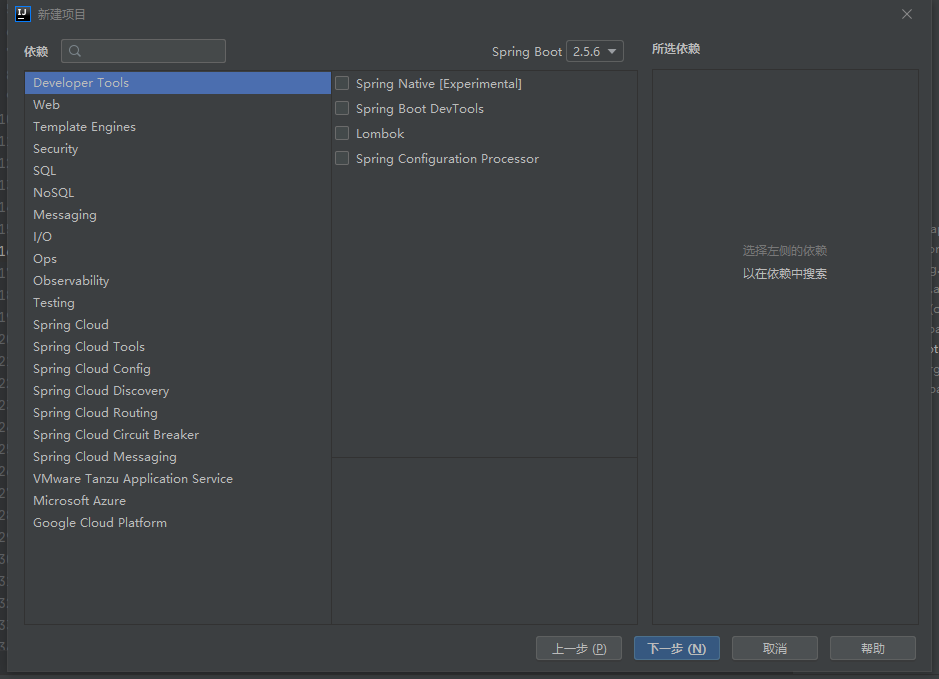 新建项目
依赖
Spring Boot 2.5.6
所选依赖
Developer Tools
Web
Template Engines
Security
SQL
NoSQL
Messaging
I/O
Ops
Observability
Testing
Spring Cloud
Spring Cloud Tools
Spring Cloud Config
Spring Cloud Discovery
Spring Cloud Routing
Spring Cloud Circuit Breaker
Spring Cloud Messaging
VMware Tanzu Application Service
Microsoft Azure
Google Cloud Platform
Spring Native [Experimental]
Spring Boot DevTools
Lombok
Spring Configuration Processor
选择左侧的依赖
以在依赖中搜索
上一步 (P)
下一步 (N)
取消
帮助